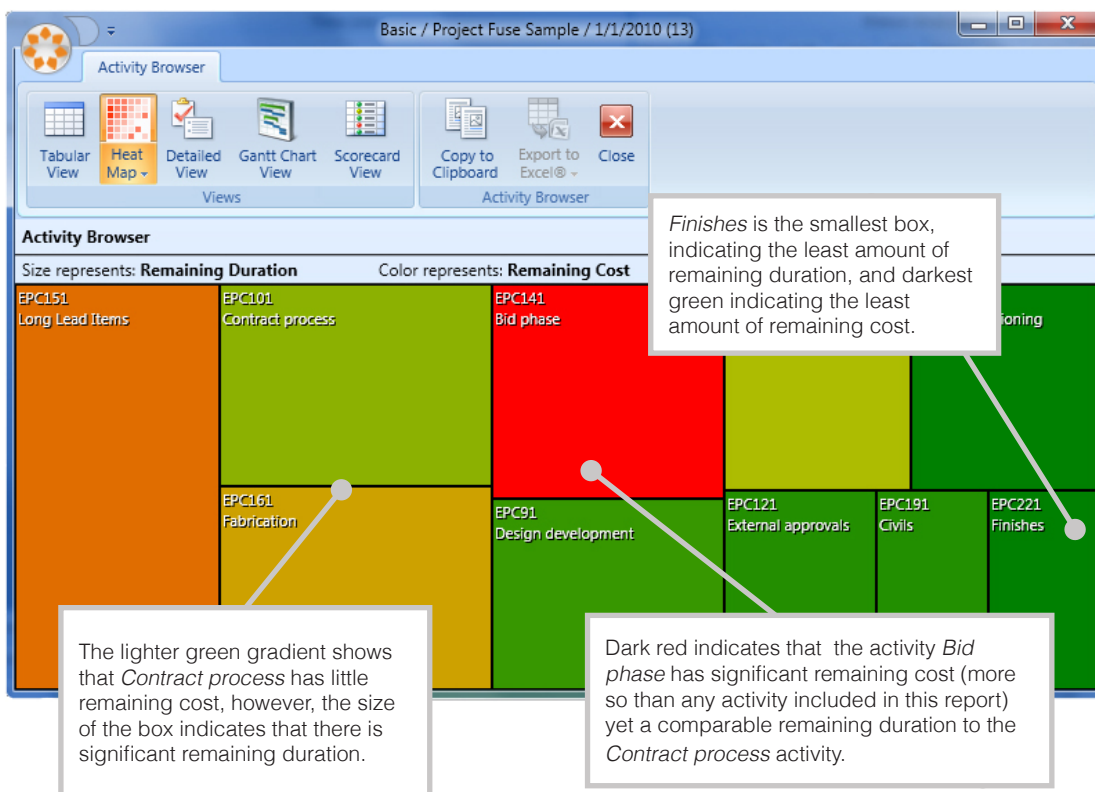 Basic / Project Fuse Sample / 1/1/2010 (13)
Activity Browser
Tabular View
Heat Map
Detailed View
Gantt Chart View
Scorecard View
Copy to Clipboard
Export to Excel®
Close
Views
Activity Browser
Activity Browser
Size represents: Remaining Duration
Color represents: Remaining Cost
Finishes is the smallest box,
indicating the least amount of
remaining duration, and darkest
green indicating the least
amount of remaining cost.
EPC151
Long Lead Items
EPC101
Contract process
EPC141
Bid phase
EPC161
Fabrication
EPC91
Design development
EPC121
External approvals
EPC191
Civils
EPC221
Finishes
The lighter green gradient shows
that Contract process has little
remaining cost, however, the size
of the box indicates that there is
significant remaining duration.
Dark red indicates that the activity Bid
phase has significant remaining cost (more
so than any activity included in this report)
yet a comparable remaining duration to the
Contract process activity.